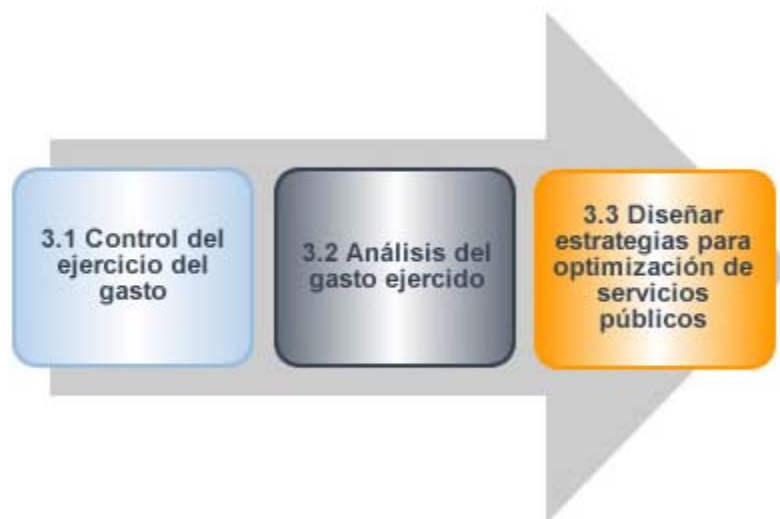 3.1 Control del
ejercicio del
gasto
3.2 Análisis del
gasto ejercido
3.3 Diseñar
estrategias para
optimización de
servicios
públicos